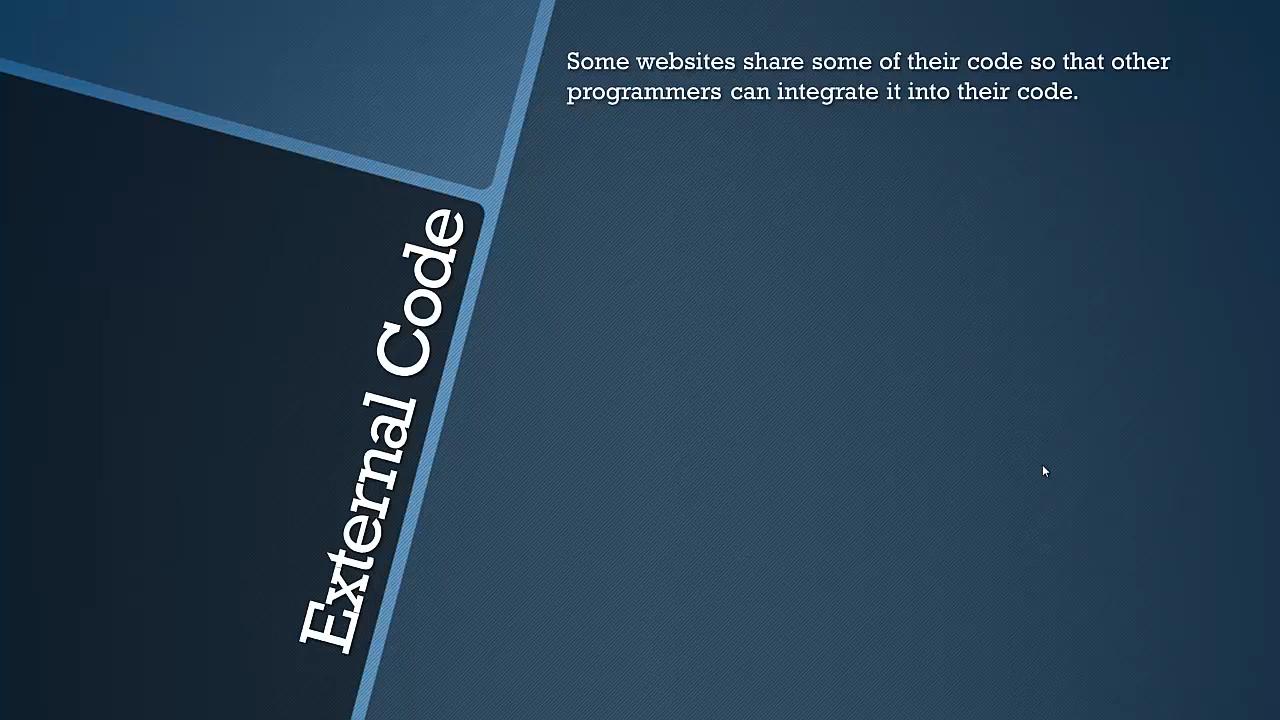 External Code
Some websites share some of their code so that other
programmers can integrate it into their code.